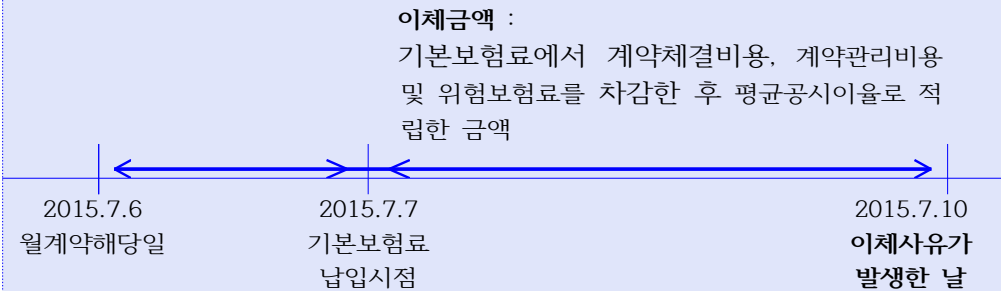 이체금액 :
기본보험료에서 계약체결비용, 계약관리비용
및 위험보험료를 차감한 후 평균공시이율로 적
립한 금액
2015.7.6
월계약해당일
2015.7.7
기본보험료
납입시점
2015.7.10
이체사유가
발생한 날